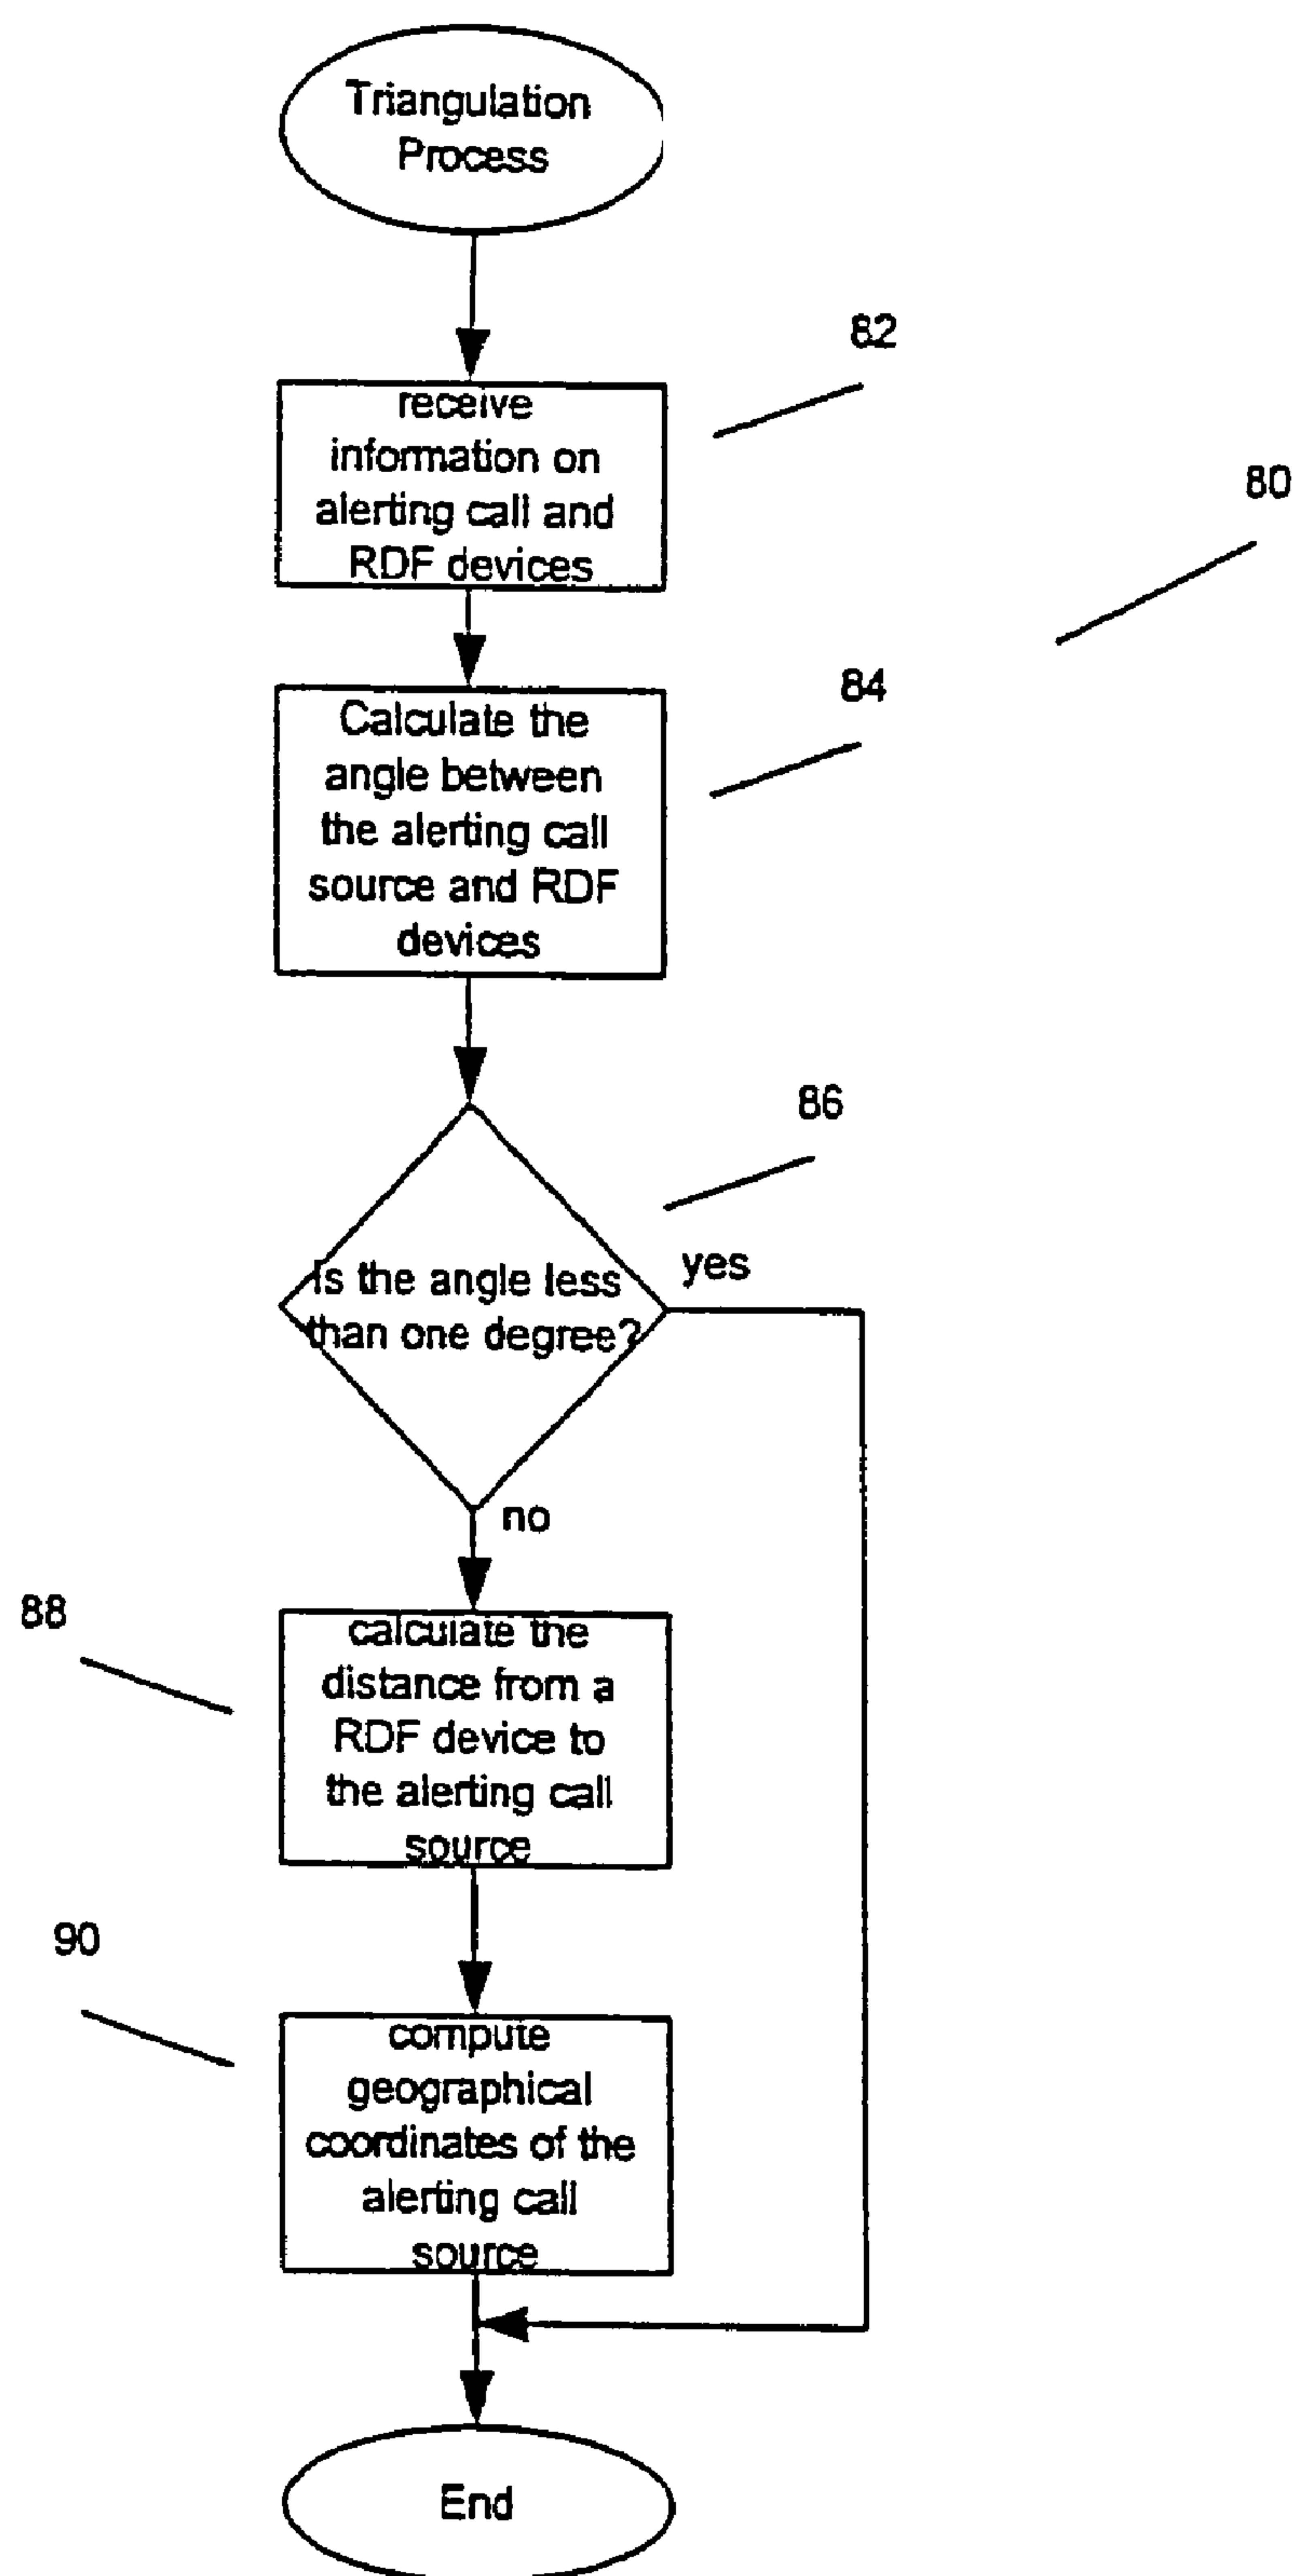 Triangulation
Process
82
receive
information on
alerting call and
RDF devices
80
84
Calculate the
angle between
the alerting call
source and RDF
devices
86
Is the angle less
than one degree?
yes
no
88
calculate the
distance from a
RDF device to
the alerting call
source
90
compute
geographical
coordinates of the
alerting call
source
End